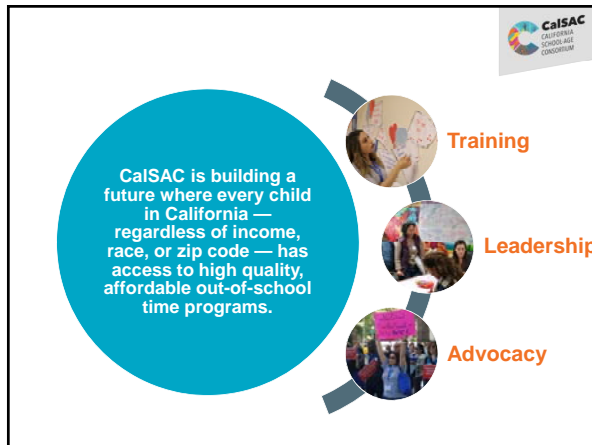 CalSAC
CALIFORNIA
SCHOOL-AGE
CONSORTIUM
CalSAC is building a
future where every child
in California —
regardless of income,
race, or zip code — has
access to high quality,
affordable out-of-school
time programs.
Training
Leadership
Advocacy